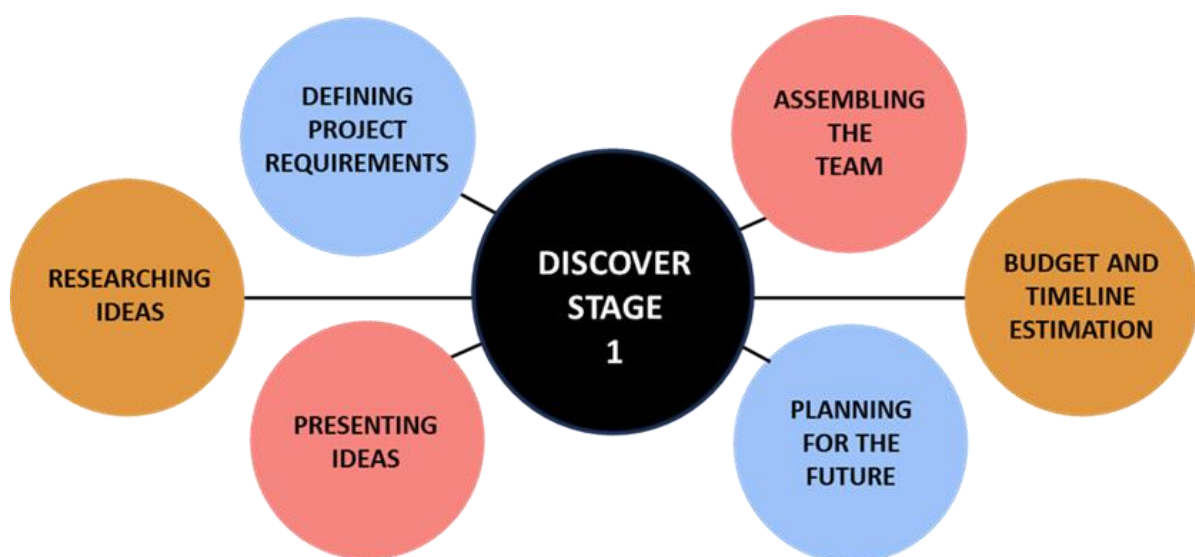 DEFINING
PROJECT
REQUIREMENTS
ASSEMBLING
THE
TEAM
RESEARCHING
IDEAS
DISCOVER
STAGE
1
BUDGET AND
TIMELINE
ESTIMATION
PRESENTING
IDEAS
PLANNING
FOR THE
FUTURE